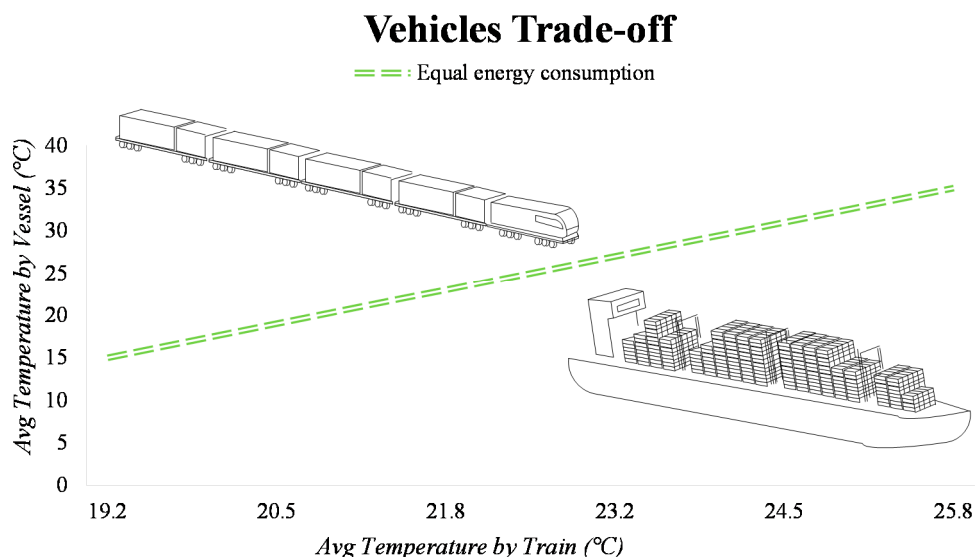 Vehicles Trade-off
Equal energy consumption
Avg Temperature by Vessel (°C)
40
35
30
25
20
15
10
5
0
19.2 20.5 21.8 23.2 24.5 25.8
Avg Temperature by Train (°C)